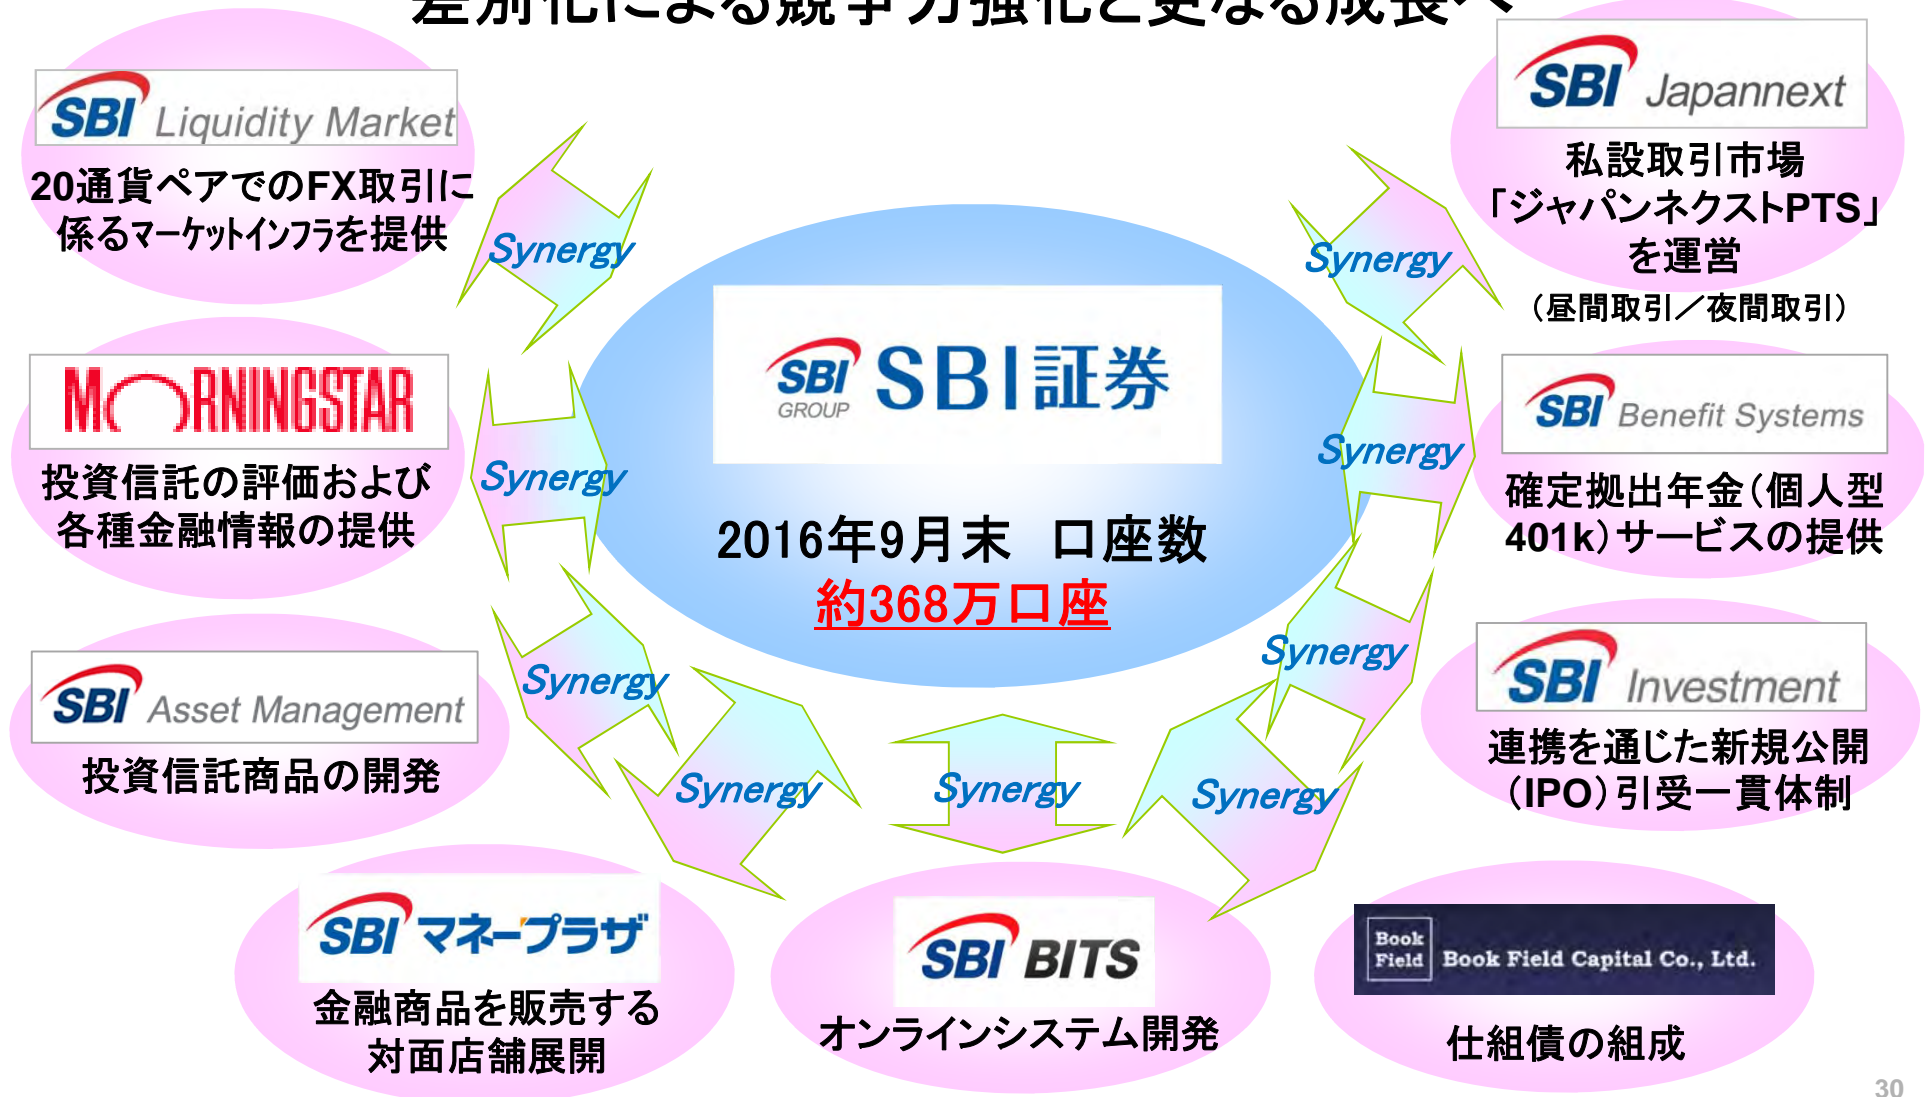 差別化による競争力強化と更なる成長へ
SBI Liquidity Market
20通貨ペアでのFX取引に
係るマーケットインフラを提供
MORNINGSTAR
投資信託の評価および
各種金融情報の提供
SBI Asset Management
投資信託商品の開発
SBI マネープラザ
金融商品を販売する
対面店舗展開
SBI BITS
オンラインシステム開発
Book
Field
Book Field Capital Co., Ltd.
仕組債の組成
SBI Investment
連携を通じた新規公開
（IPO）引受一貫体制
SBI Benefit Systems
確定拠出年金（個人型
401k）サービスの提供
SBI Japannext
私設取引市場
「ジャパンネクストPTS」
を運営
（昼間取引／夜間取引）
SBI
GROUP
SBI証券
2016年9月末　口座数
約368万口座
Synergy
Synergy
Synergy
Synergy
Synergy
Synergy
Synergy
Synergy
Synergy
30